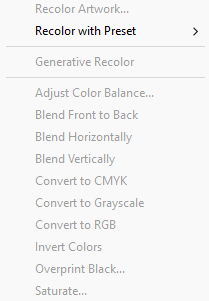 Recolor Artwork...
Recolor with Preset
Generative Recolor
Adjust Color Balance...
Blend Front to Back
Blend Horizontally
Blend Vertically
Convert to CMYK
Convert to Grayscale
Convert to RGB
Invert Colors
Overprint Black...
Saturate...